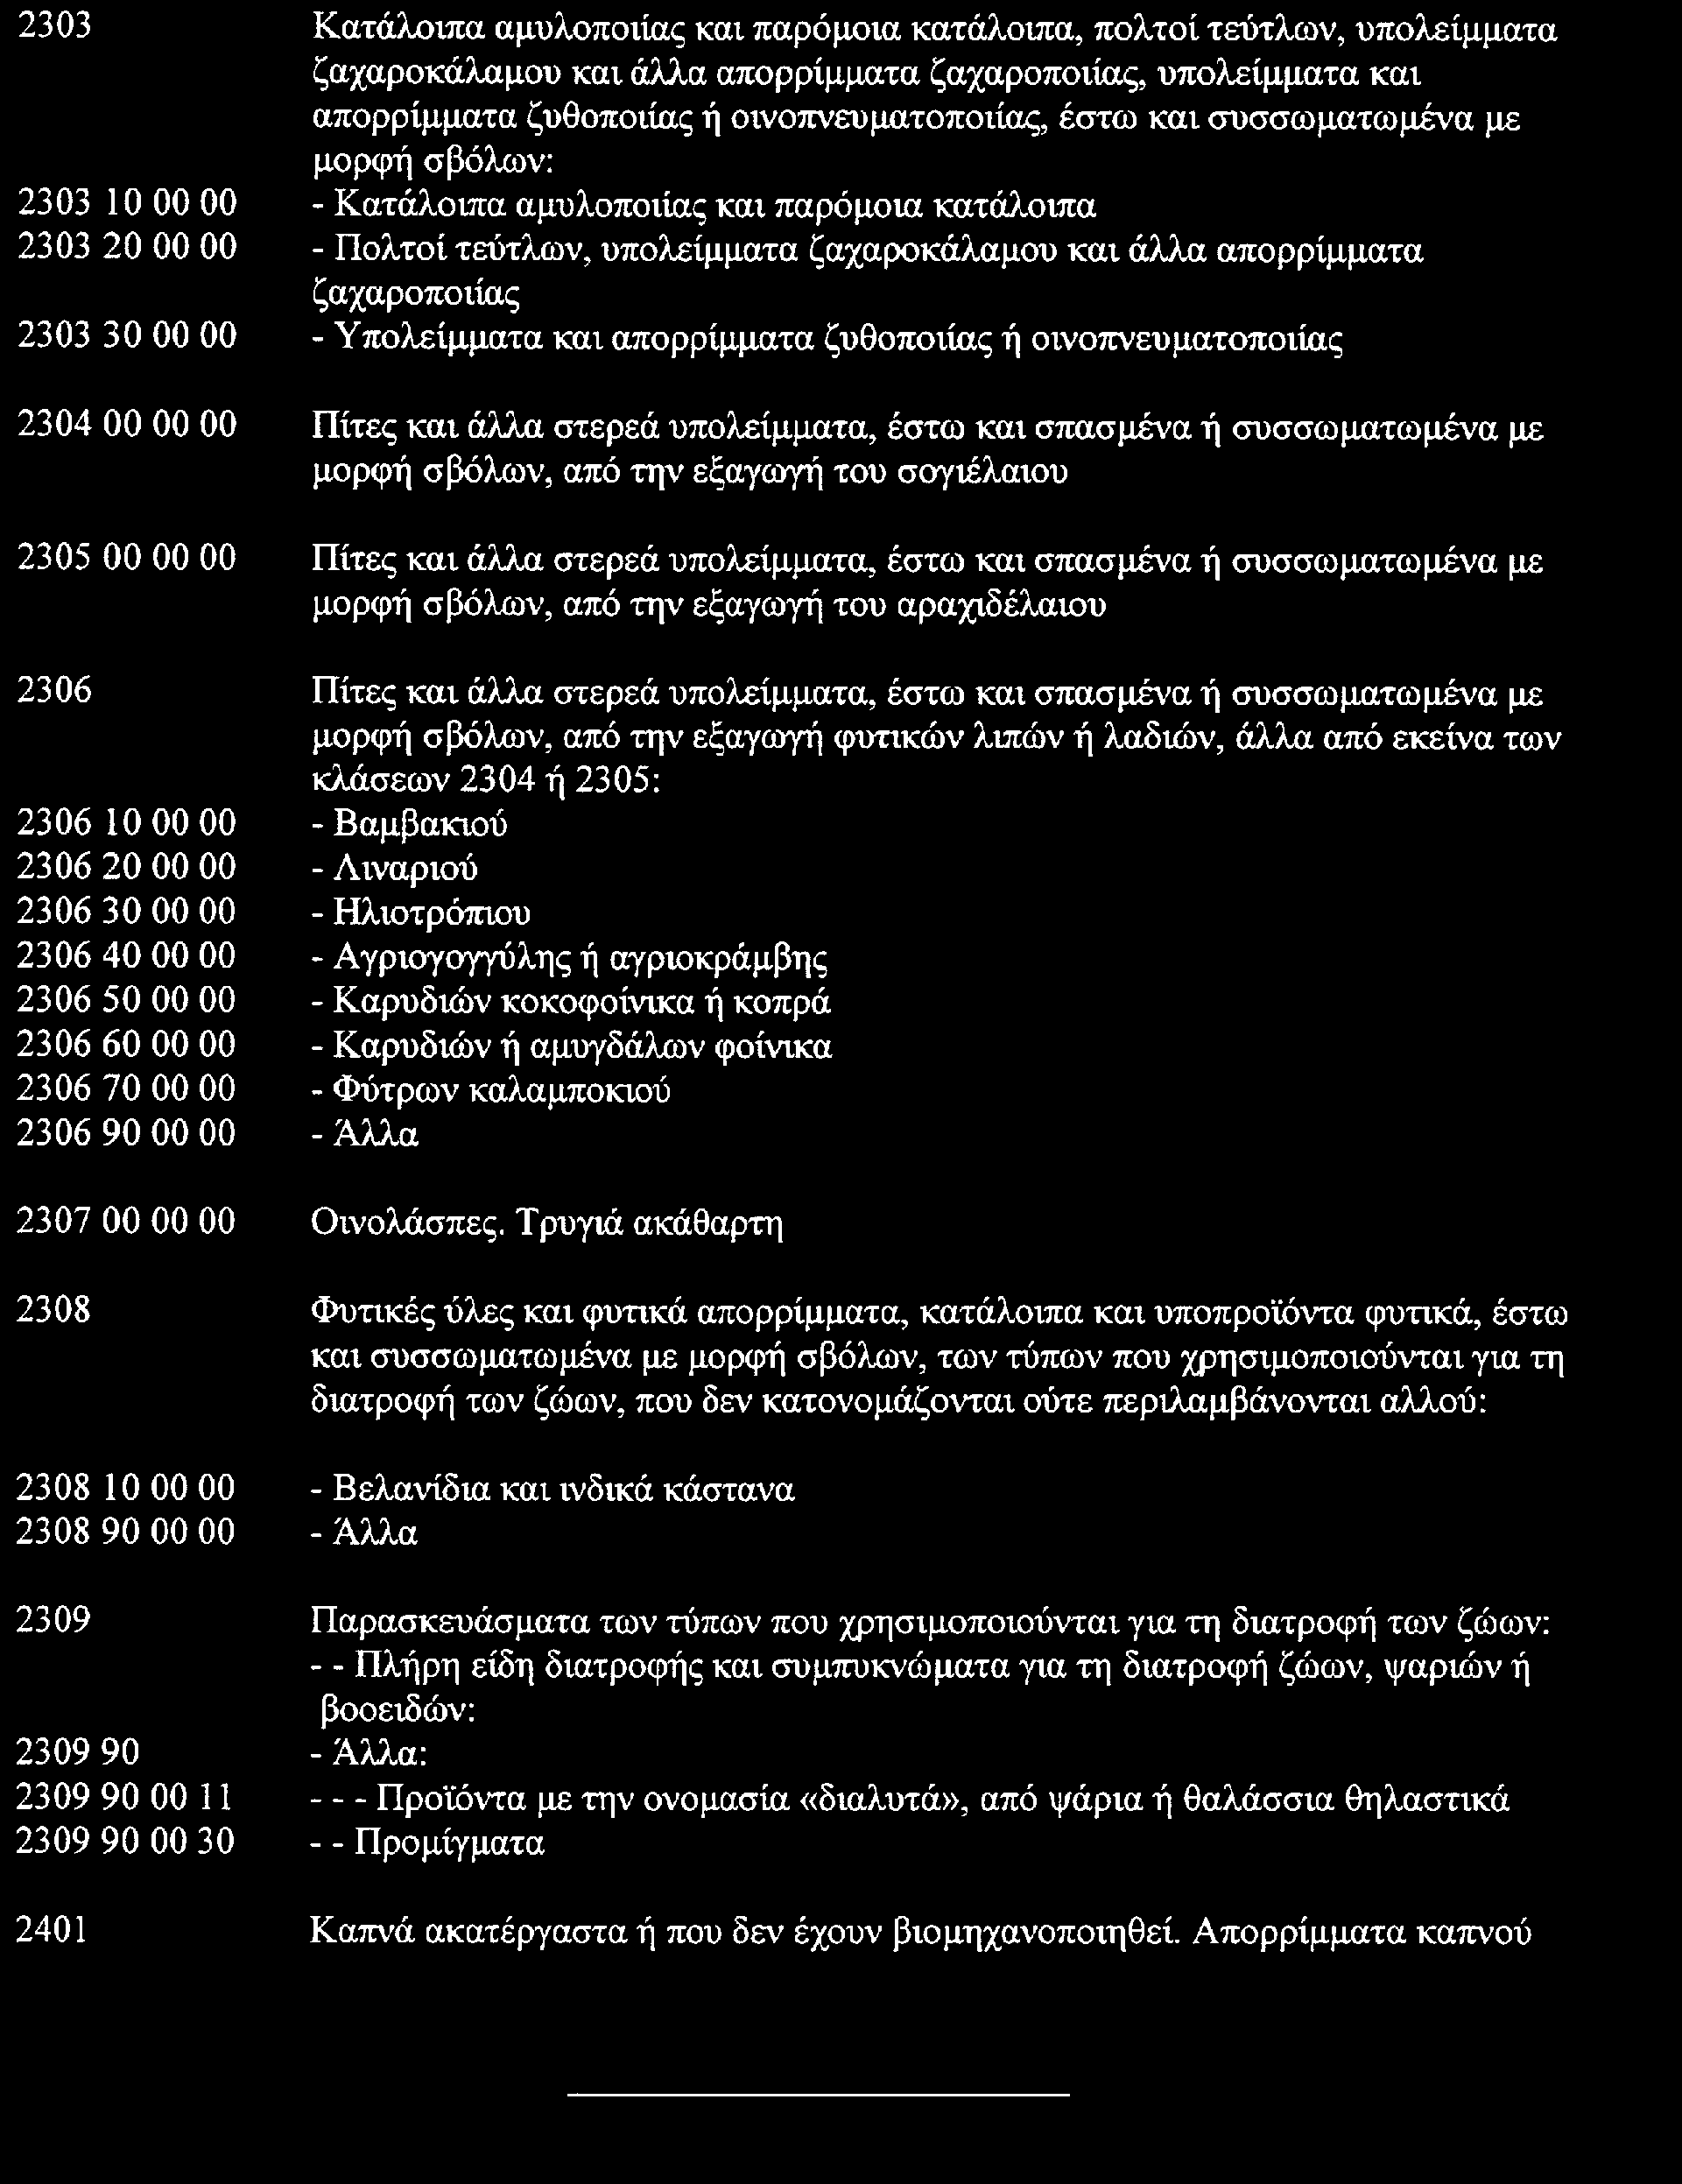 2303 Κατάλοιπα αμυλοποιίας και παρόμοια κατάλοιπα, πολτοί τεύτλων, υπολείμματα
ζαχαροκάλαμου και άλλα απορρίμματα ζαχαροποιίας, υπολείμματα και
απορρίμματα ζυθοποιίας ή οινοπνευματοποιίας, έστω και συσσωματωμένα με
μορφή σβόλων:
2303 10 00 00 - Κατάλοιπα αμυλοποιίας και παρόμοια κατάλοιπα
2303 20 00 00 - Πολτοί τεύτλων, υπολείμματα ζαχαροκάλαμου και άλλα απορρίμματα
ζαχαροποιίας
2303 30 00 00 - Υπολείμματα και απορρίμματα ζυθοποιίας ή οινοπνευματοποιίας
2304 00 00 00 Πίτες και άλλα στερεά υπολείμματα, έστω και σπασμένα ή συσσωματωμένα με
μορφή σβόλων, από την εξαγωγή του σογιέλαιου
2305 00 00 00 Πίτες και άλλα στερεά υπολείμματα, έστω και σπασμένα ή συσσωματωμένα με
μορφή σβόλων, από την εξαγωγή του αραχιδέλαιου
2306 Πίτες και άλλα στερεά υπολείμματα, έστω και σπασμένα ή συσσωματωμένα με
μορφή σβόλων, από την εξαγωγή φυτικών λιπών ή λαδιών, άλλα από εκείνα των
κλάσεων 2304 ή 2305:
2306 10 00 00 - Βαμβακιού
2306 20 00 00 - Λιναριού
2306 30 00 00 - Ηλιοτρόπιου
2306 40 00 00 - Αγριογογγύλης ή αγριοκράμβης
2306 50 00 00 - Καρυδιών κοκοφοίνικα ή κοπρά
2306 60 00 00 - Καρυδιών ή αμυγδάλων φοίνικα
2306 70 00 00 - Φύτρων καλαμποκιού
2306 90 00 00 - Άλλα
2307 00 00 00 Οινολάσπες. Τρυγιά ακάθαρτη
2308 Φυτικές ύλες και φυτικά απορρίμματα, κατάλοιπα και υποπροϊόντα φυτικά, έστω
και συσσωματωμένα με μορφή σβόλων, των τύπων που χρησιμοποιούνται για τη
διατροφή των ζώων, που δεν κατονομάζονται ούτε περιλαμβάνονται αλλού:
2308 10 00 00 - Βελανίδια και ινδικά κάστανα
2308 90 00 00 - Άλλα
2309 Παρασκευάσματα των τύπων που χρησιμοποιούνται για τη διατροφή των ζώων:
- - Πλήρη είδη διατροφής και συμπυκνώματα για τη διατροφή ζώων, ψαριών ή
βοοειδών:
2309 90 - Άλλα:
2309 90 00 11 - - - Προϊόντα με την ονομασία «διαλυτά», από ψάρια ή θαλάσσια θηλαστικά
2309 90 00 30 - - Προμίγματα
2401 Καπνά ακατέργαστα ή που δεν έχουν βιομηχανοποιηθεί. Απορρίμματα καπνού